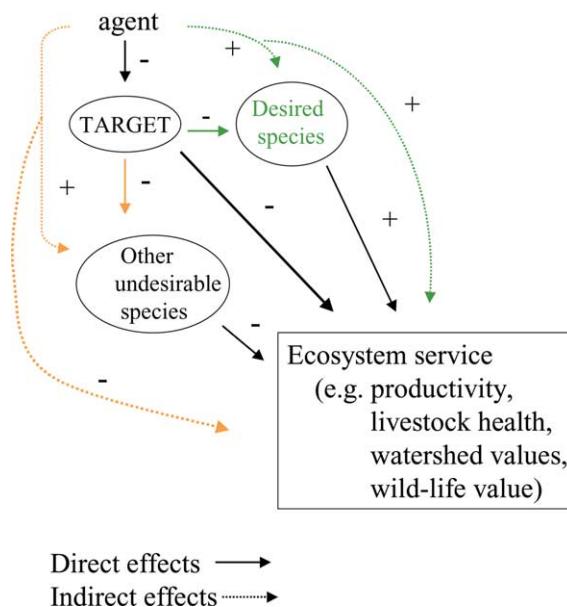 agent
-
+
TARGET
-
Desired
species
+
+
-
-
+
Other
undesirable
species
-
-
Ecosystem service
(e.g. productivity,
livestock health,
watershed values,
wild-life value)
Direct effects
Indirect effects